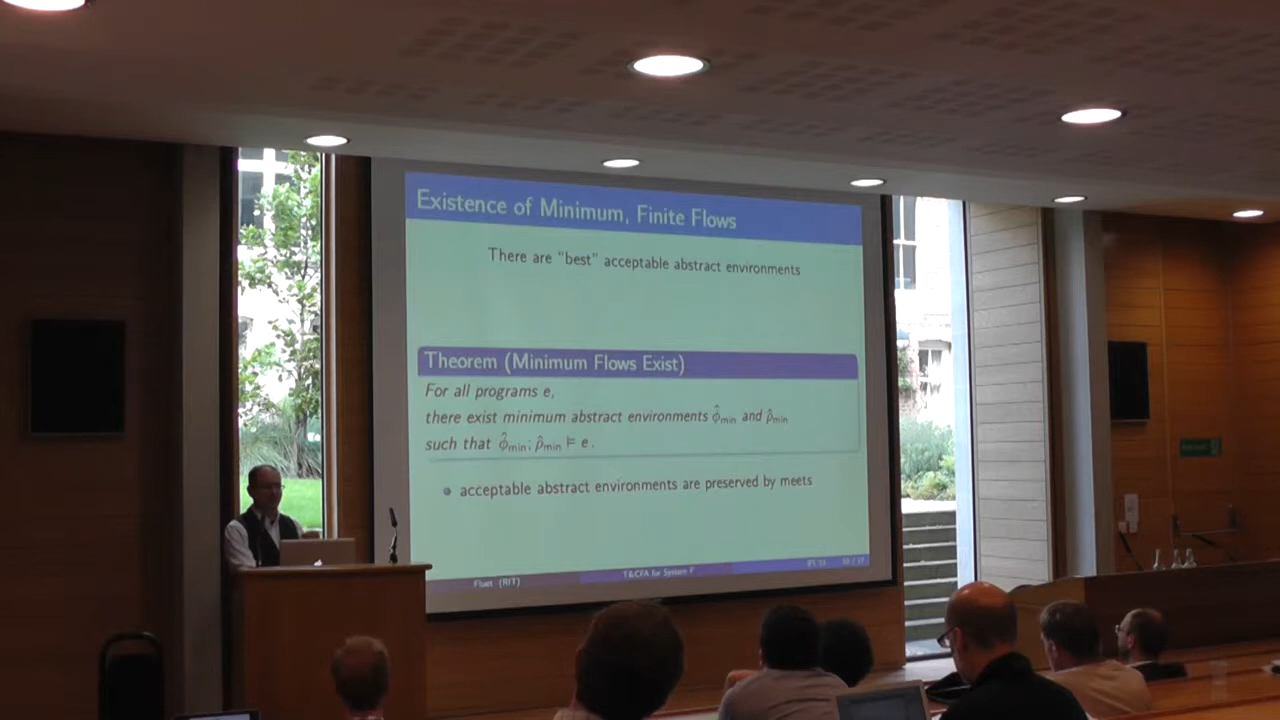 Existence of Minimum, Finite Flows
There are "best" acceptable abstract environments
Theorem (Minimum Flows Exist)
For all programs e,
there exist minimum abstract environments ϕ̂min and ρ̂min
such that ϕ̂min; ρ̂min ⊨ e.
acceptable abstract environments are preserved by meets
Fluet (RIT)
T&CFA for System F